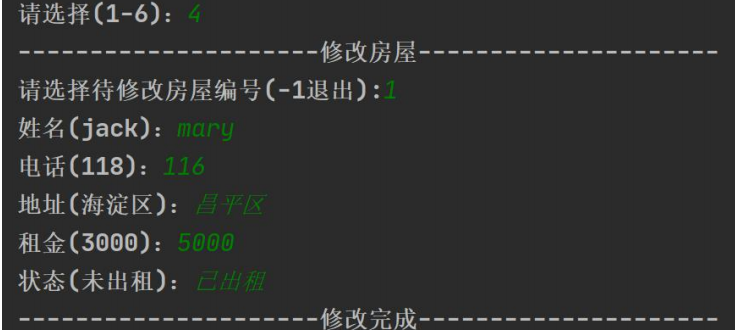 请选择(1-6)：4
---------------------修改房屋---------------------
请选择待修改房屋编号(-1退出):1
姓名(jack)：mary
电话(118)：116
地址(海淀区)：昌平区
租金(3000)：5000
状态(未出租)：已出租
---------------------修改完成---------------------